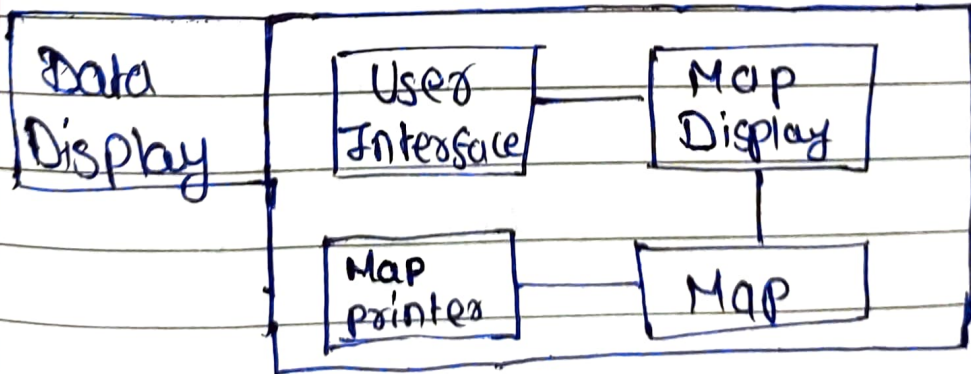 Data
Display
User
Interface
Map
Display
Map
printer
Map